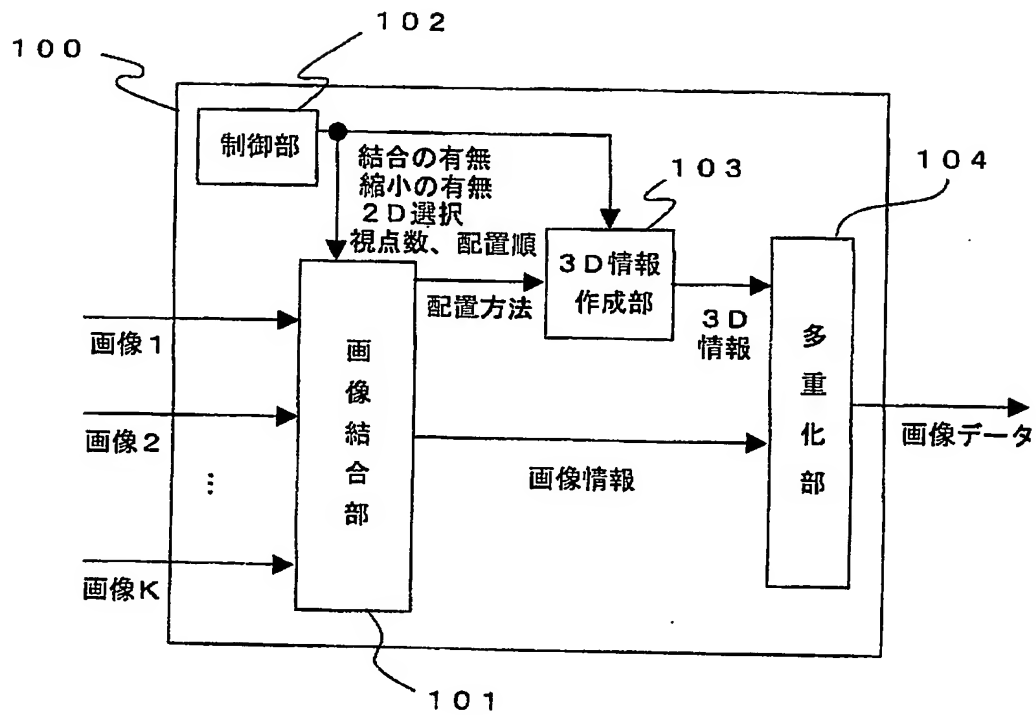 102
100
制御部
結合の有無
縮小の有無
2D選択
視点数、配置順
103
104
3D情報
作成部
配置方法
3D
情報
画像1
画像2
…
画像K
画像結合部
画像情報
多重化部
画像データ
101